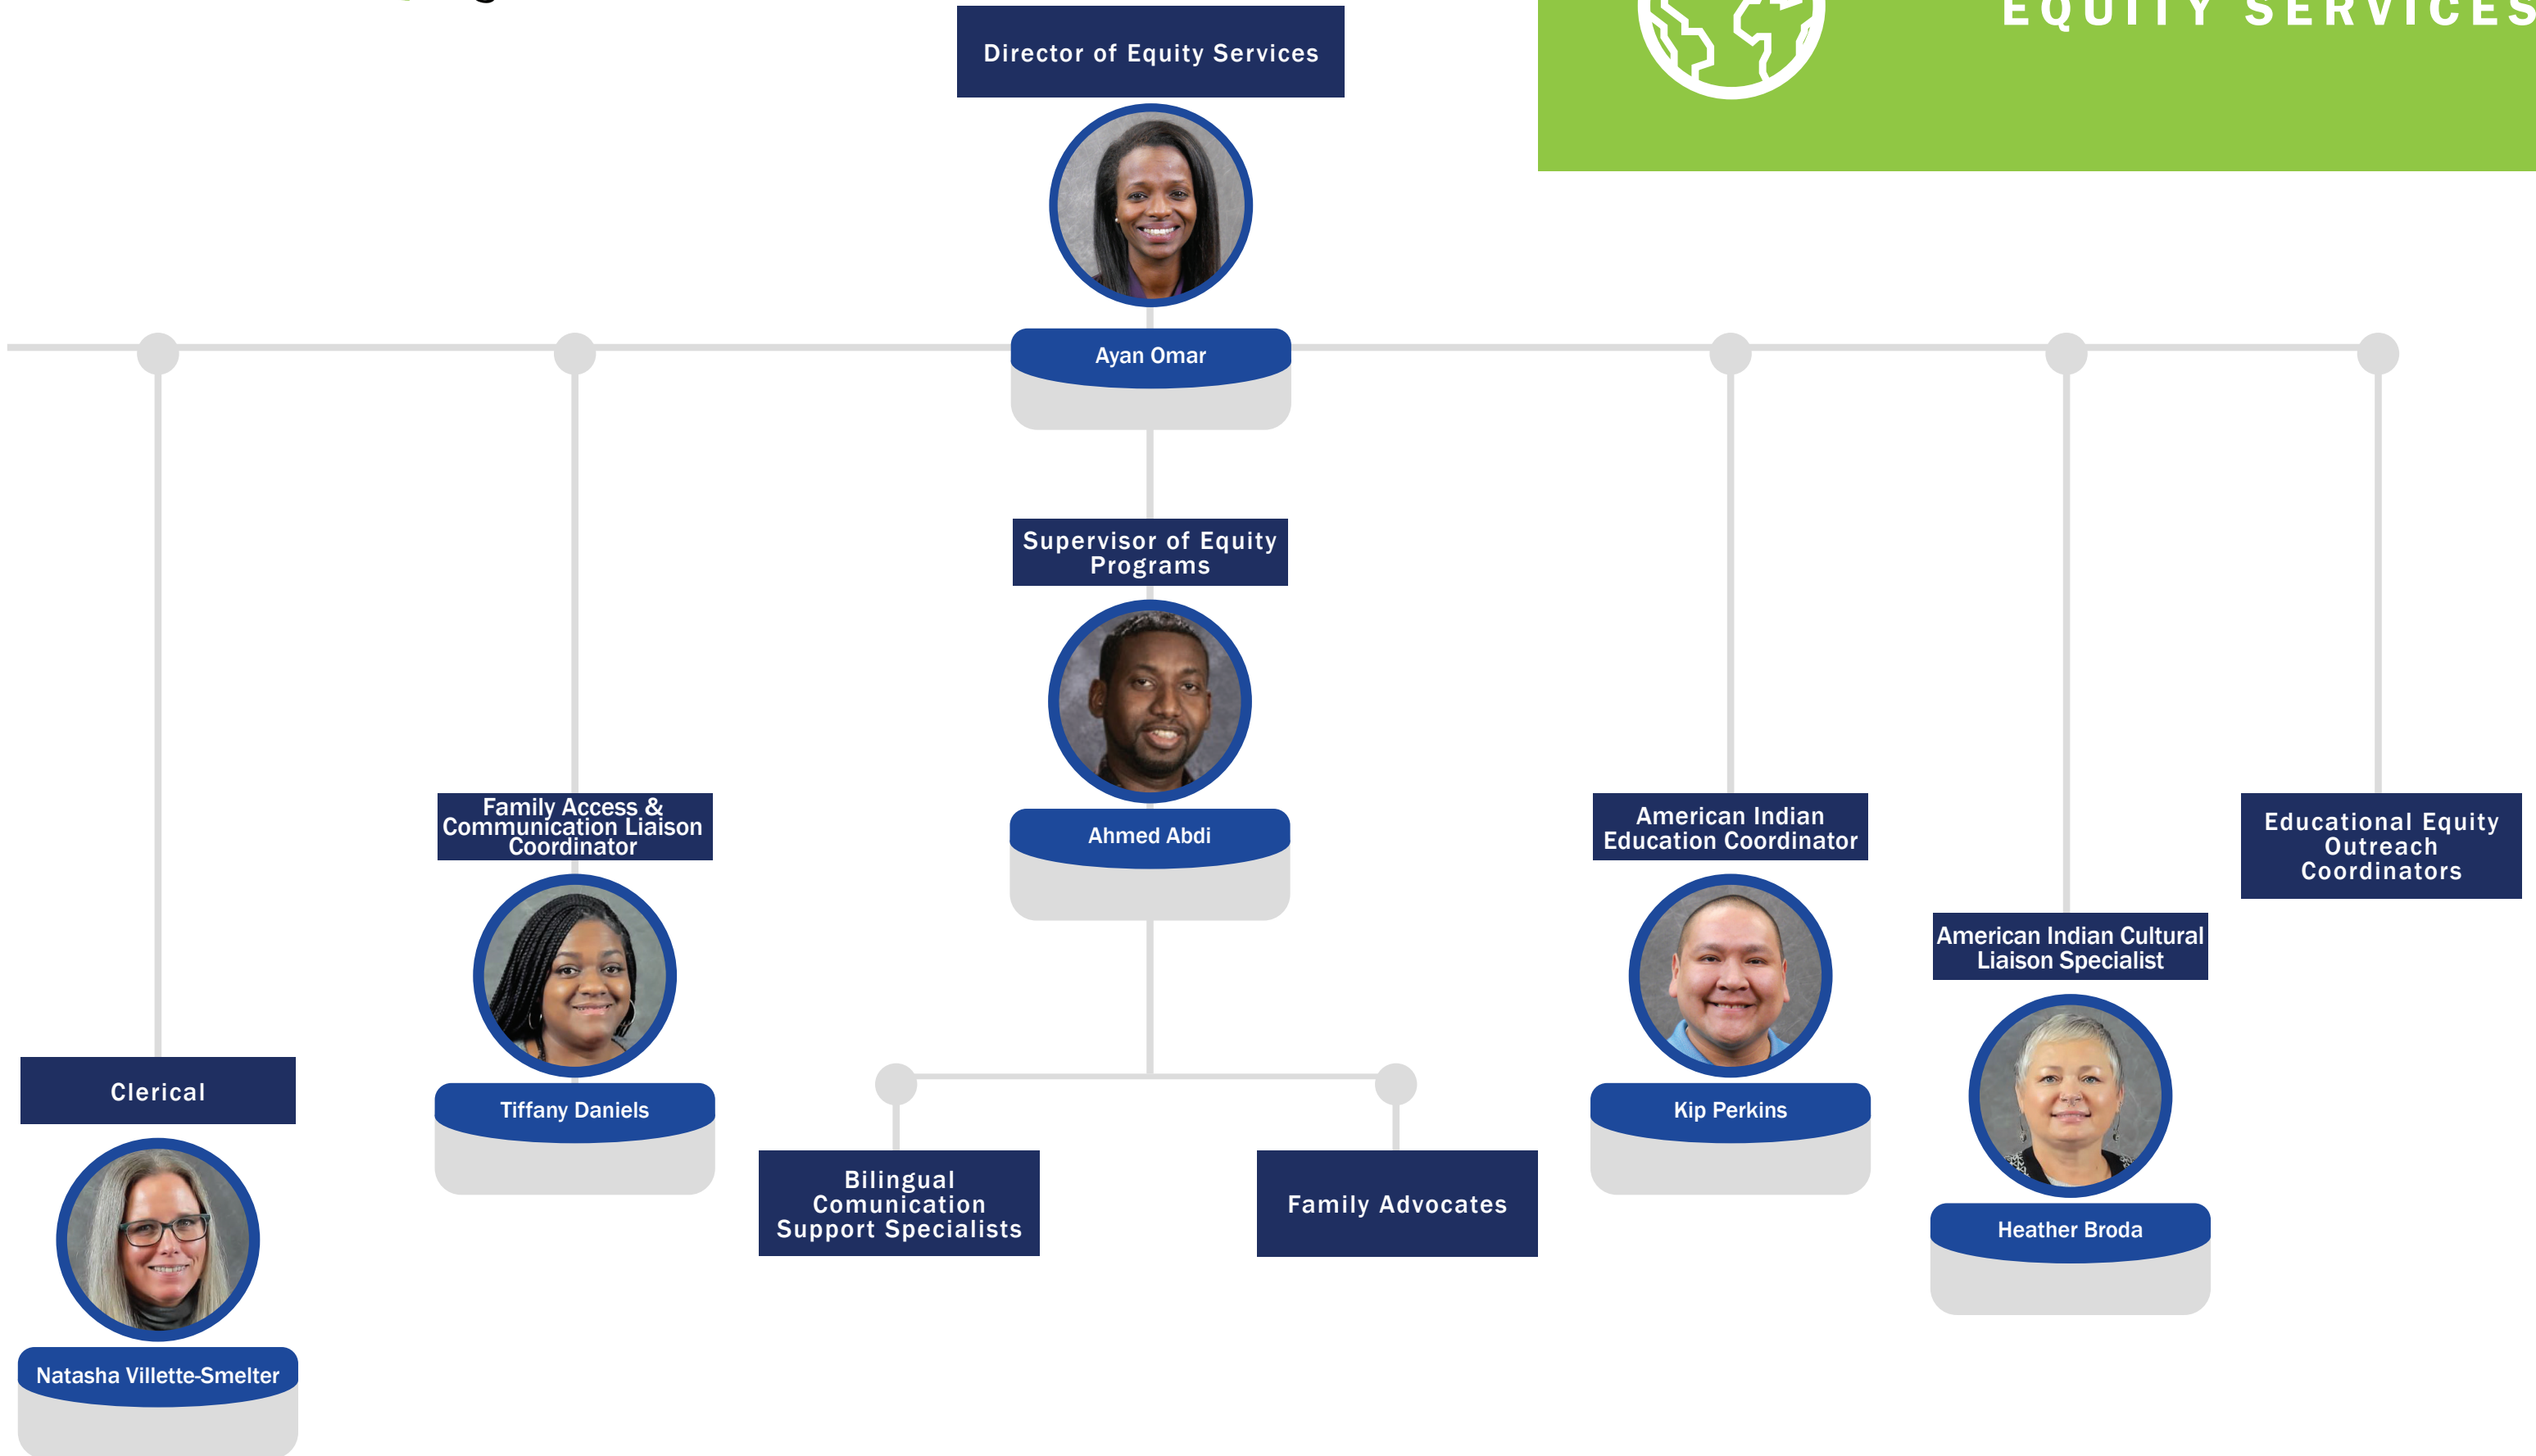 EQUITY SERVICES
Director of Equity Services
Ayan Omar
Supervisor of Equity
Programs
Ahmed Abdi
Clerical
Natasha Villette-Smelter
Family Access &
Communication Liaison
Coordinator
Tiffany Daniels
Bilingual
Comunication
Support Specialists
Family Advocates
American Indian
Education Coordinator
Kip Perkins
American Indian Cultural
Liaison Specialist
Heather Broda
Educational Equity
Outreach
Coordinators